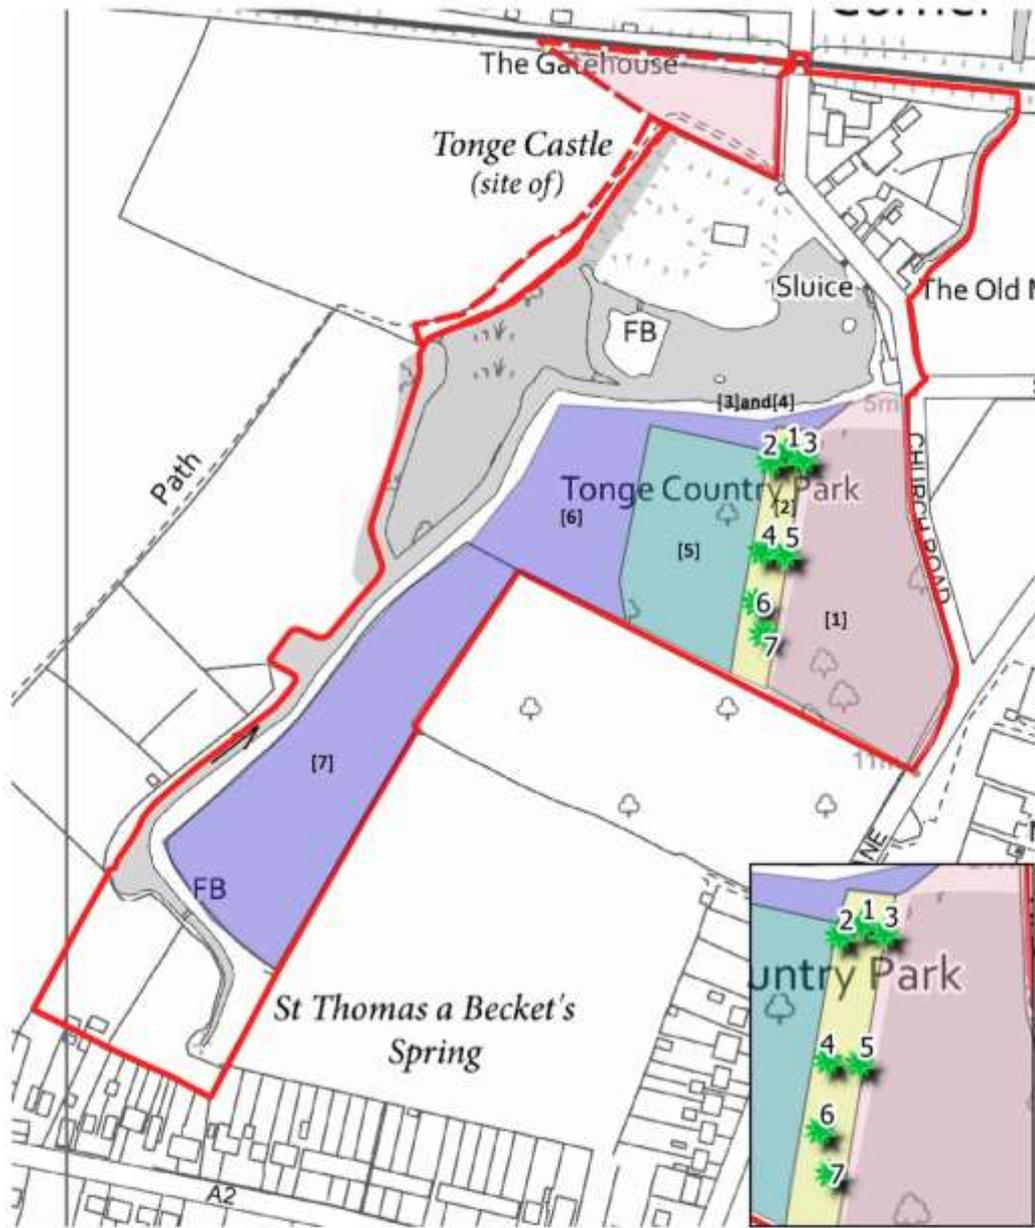 Corner
The Gatehouse
Tonge Castle
(site of)
Sluice
The Old
FB
[3]and[4]
5m
CHURCH ROAD
2 1 3
Tonge Country Park
[2]
[6]
[5]
4 5
6
7
[1]
Path
[7]
11m
NE
FB
St Thomas a Becket's
Spring
A2
2 1 3
untry Park
4 5
6
7